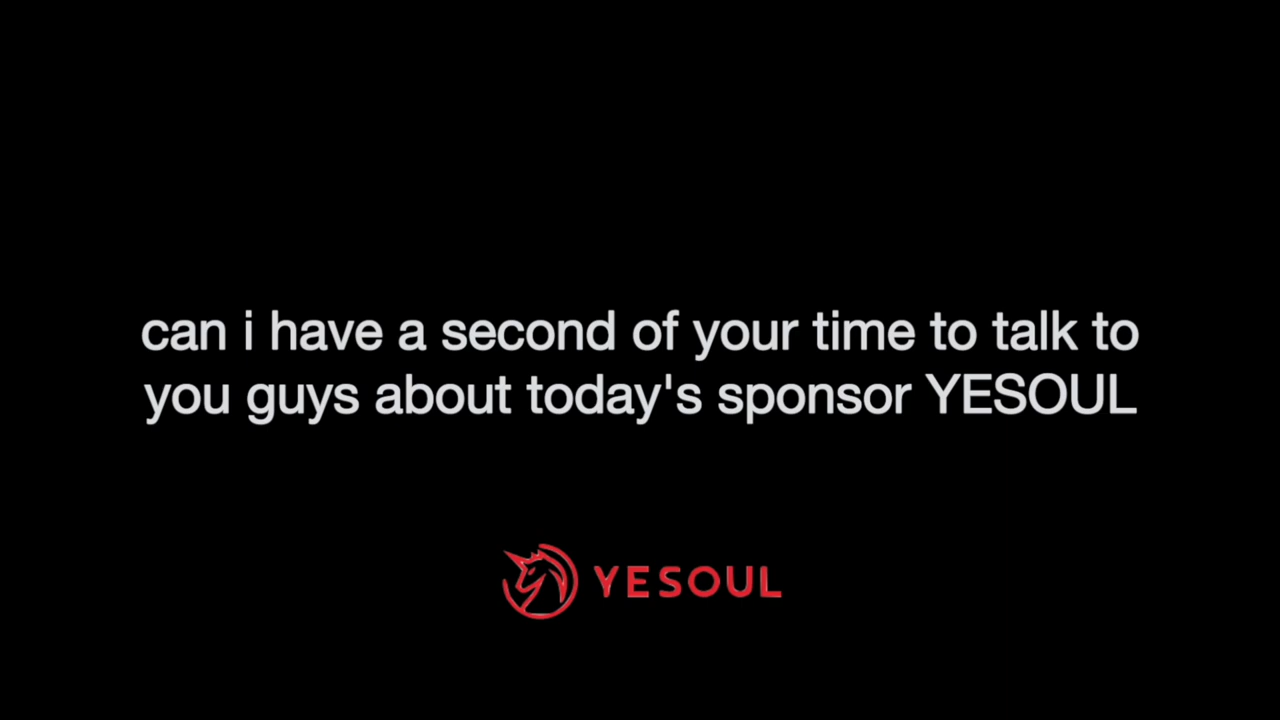 can i have a second of your time to talk to
you guys about today's sponsor YESOUL
YESOUL